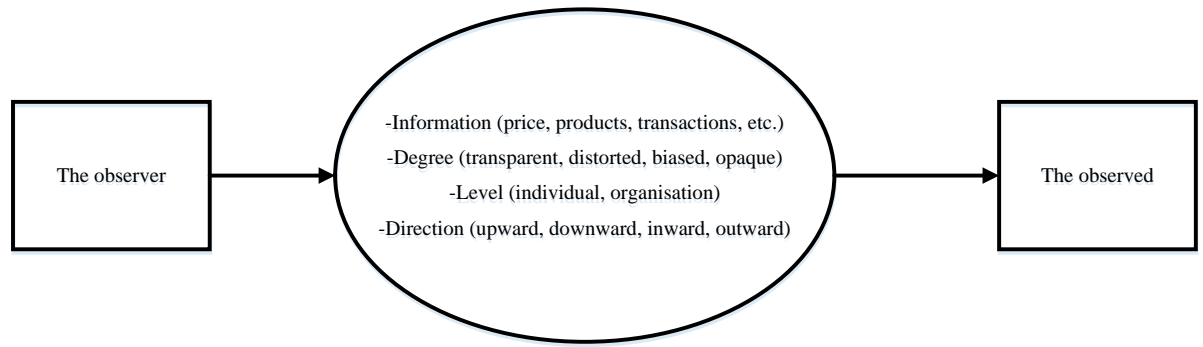 The observer
-Information (price, products, transactions, etc.)
-Degree (transparent, distorted, biased, opaque)
-Level (individual, organisation)
-Direction (upward, downward, inward, outward)
The observed